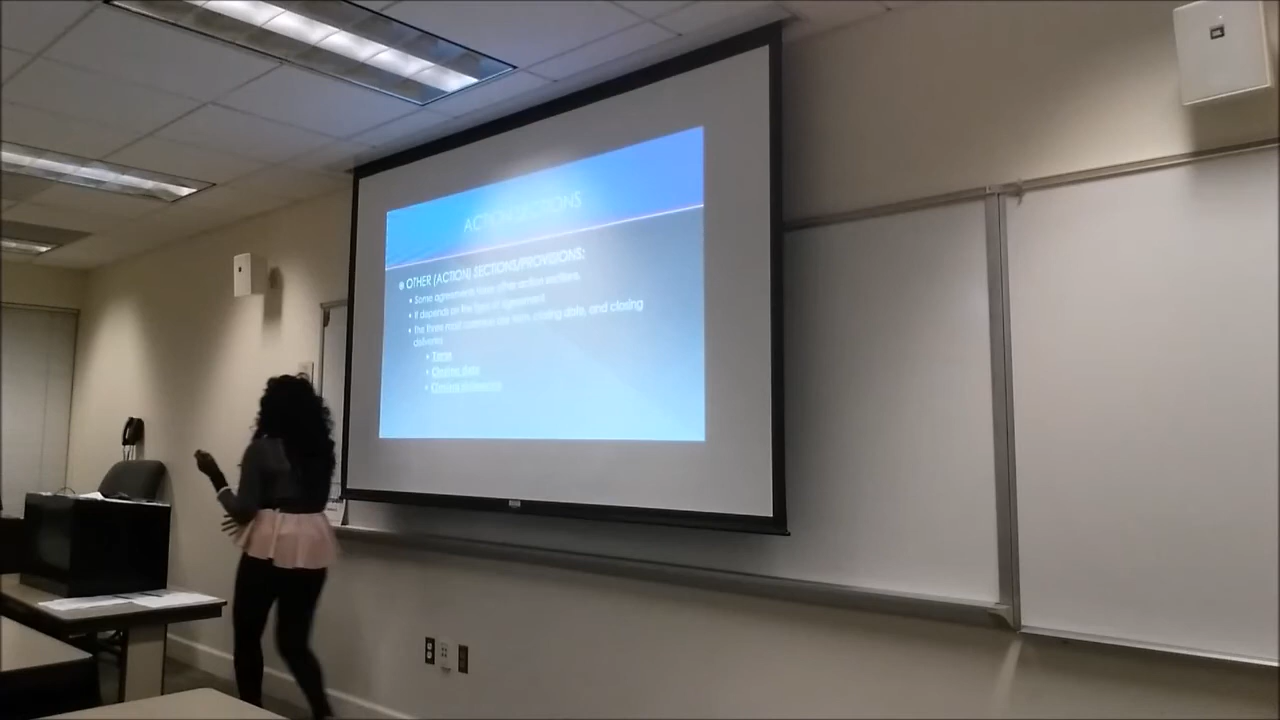 ACTION SECTIONS
OTHER (ACTION) SECTIONS/PROVISIONS:
Some agreements have other action sections.
It depends on the type of agreement.
The three most common are term, closing date, and closing
deliveries
Term
Closing date
Closing deliveries